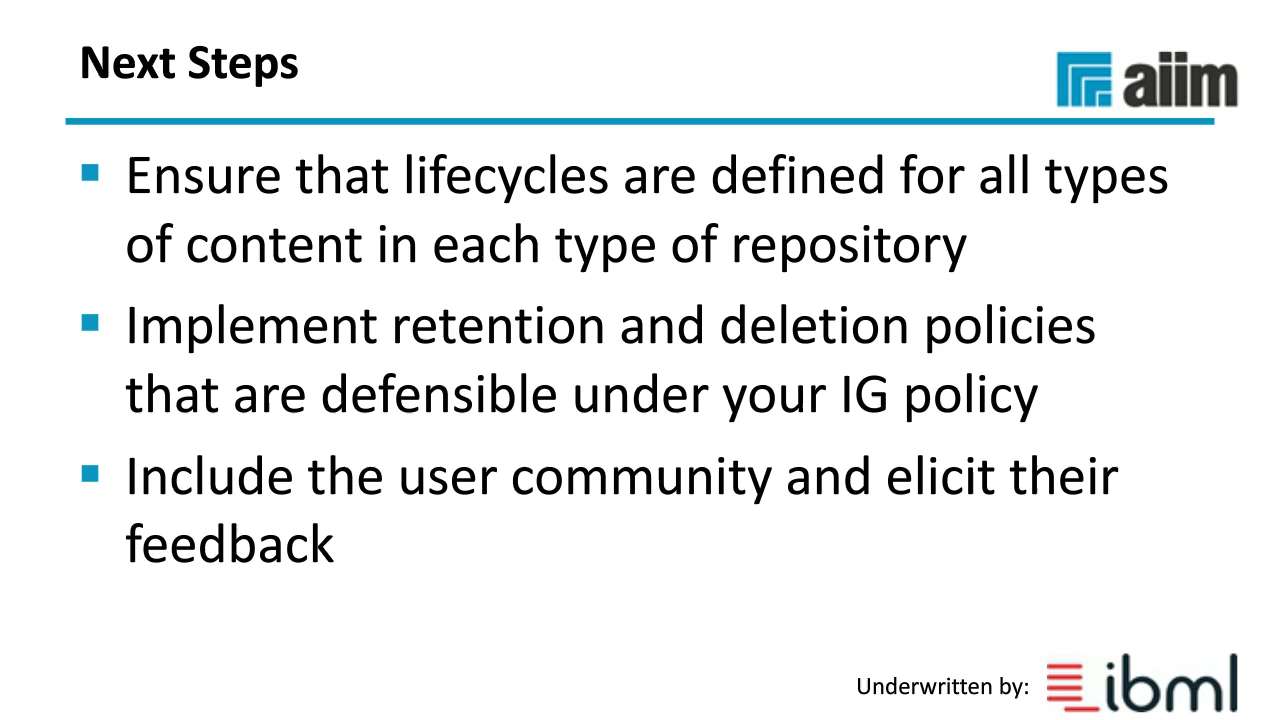 Next Steps
aiim
▪ Ensure that lifecycles are defined for all types
of content in each type of repository
▪ Implement retention and deletion policies
that are defensible under your IG policy
▪ Include the user community and elicit their
feedback
Underwritten by:
ibml